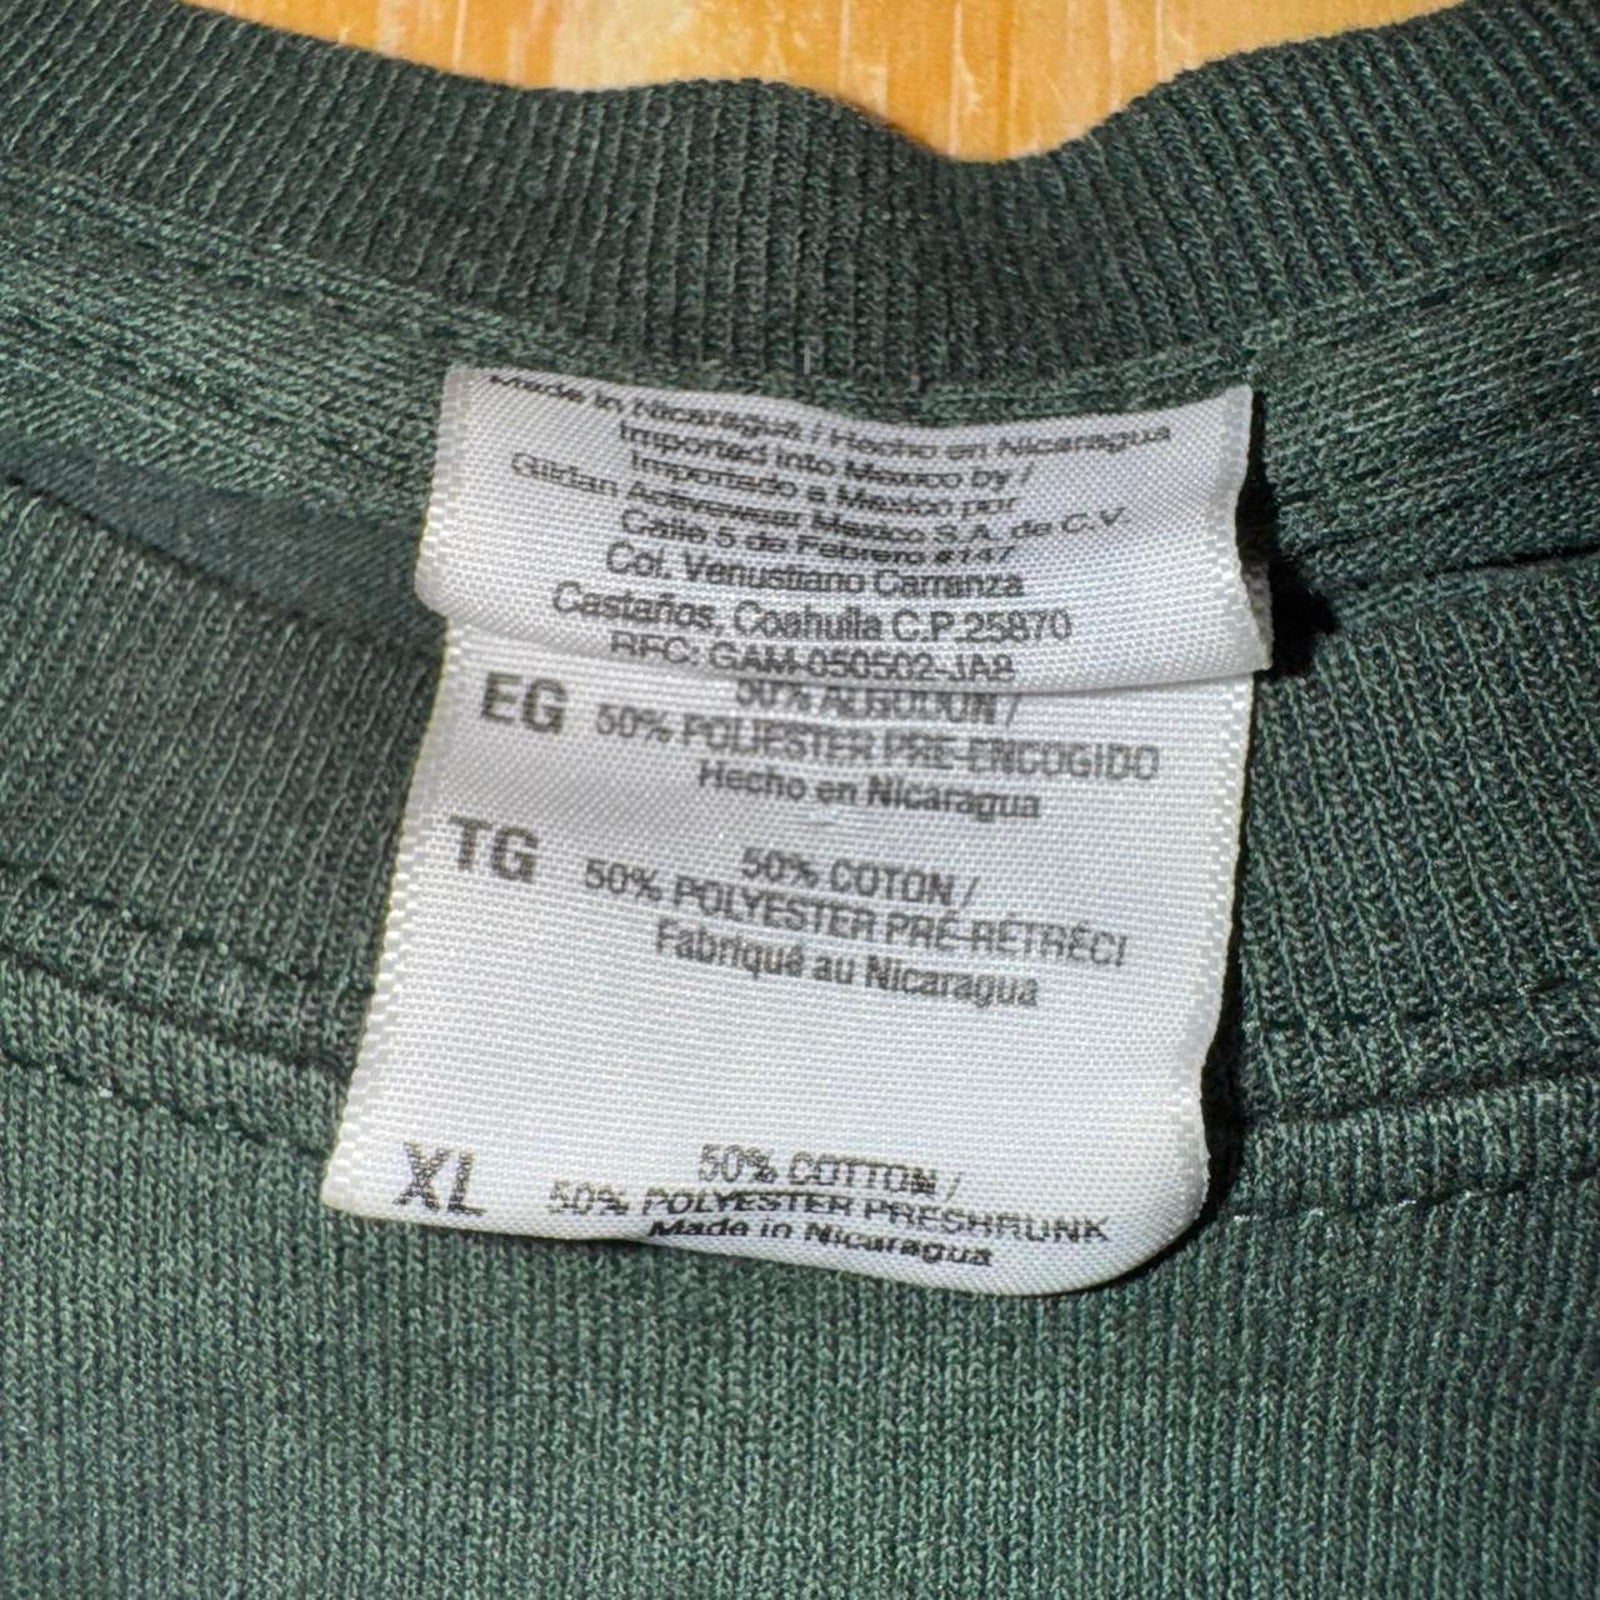 Made in Nicaragua / Hecho en Nicaragua
Imported into Mexico by /
Importado a Mexico por
Gildan Activewear Mexico S.A. de C.V.
Calle 5 de Febrero #147
Col. Venustiano Carranza
Castaños, Coahuila C.P.25870
RFC: GAM-050502-JA8
EG
50% ALGODON /
50% POLIESTER PRE-ENCOGIDO
Hecho en Nicaragua
TG
50% COTON /
50% POLYESTER PRÉ-RÉTRÉCI
Fabriqué au Nicaragua
XL
50% COTTON /
50% POLYESTER PRESHRUNK
Made in Nicaragua